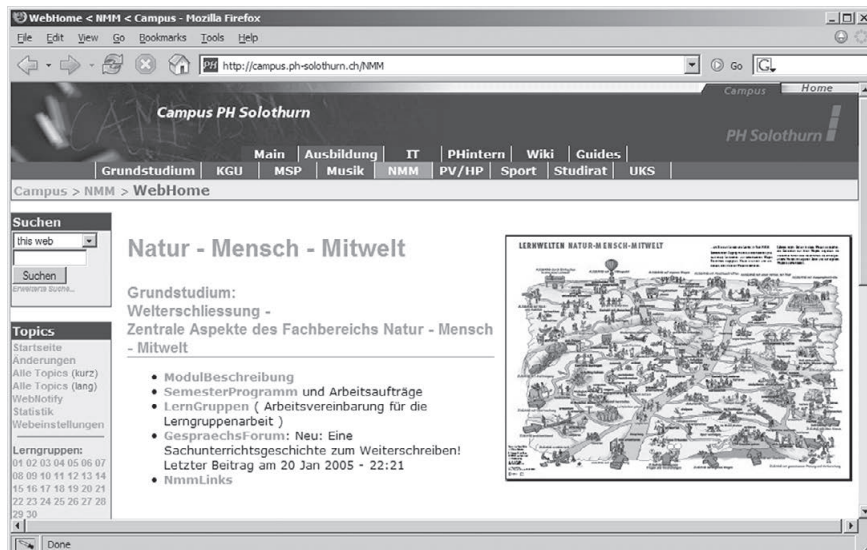 WebHome < NMM < Campus - Mozilla Firefox
File Edit View Go Bookmarks Tools Help
http://campus.ph-solothurn.ch/NMM Go G
Campus Home
Campus PH Solothurn
PH Solothurn
Main Ausbildung IT PHintern Wiki Guides
Grundstudium KGU MSP Musik NMM PV/HP Sport Studirat UKS
Campus > NMM > WebHome
Suchen
this web
Suchen
Erweiterte Suche...
Topics
Startseite
Änderungen
Alle Topics (kurz)
Alle Topics (lang)
WebNotify
Statistik
Webeinstellungen
Lerngruppen:
01 02 03 04 05 06 07
08 09 10 11 12 13 14
15 16 17 18 19 20 21
22 23 24 25 26 27 28
29 30
Natur - Mensch - Mitwelt
Grundstudium:
Welterschliessung -
Zentrale Aspekte des Fachbereichs Natur - Mensch
- Mitwelt
• ModulBeschreibung
• SemesterProgramm und Arbeitsaufträge
• LernGruppen ( Arbeitsvereinbarung für die
Lerngruppenarbeit )
• GespraechsForum: Neu: Eine
Sachunterrichtsgeschichte zum Weiterschreiben!
Letzter Beitrag am 20 Jan 2005 - 22:21
• NmmLinks
LERNWELTEN NATUR-MENSCH-MITWELT
Done